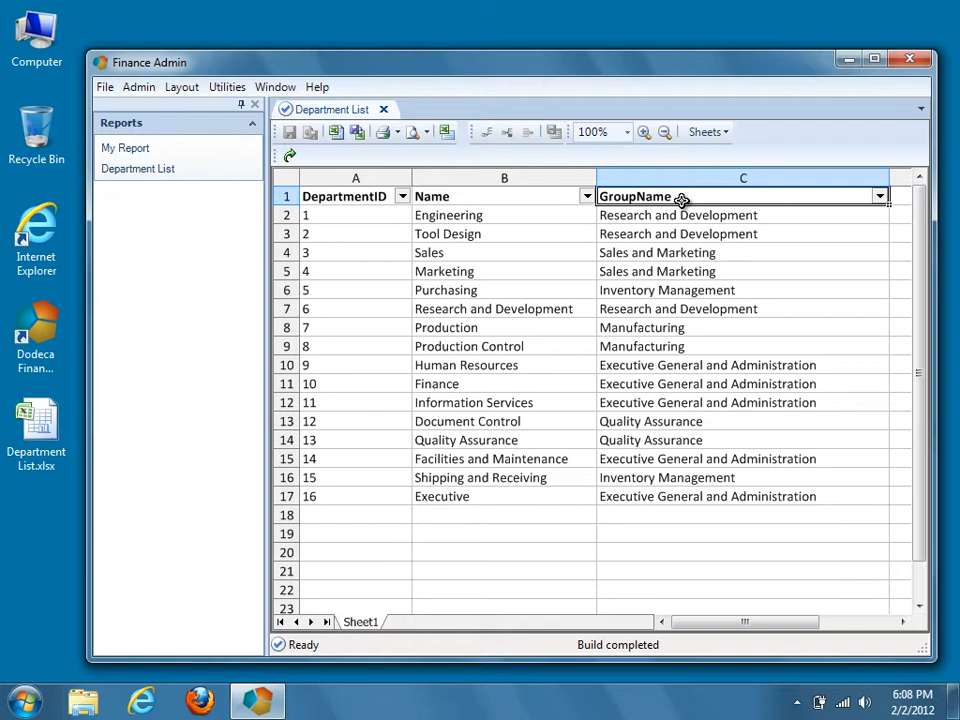 Computer
Recycle Bin
Internet
Explorer
Dodeca
Finan...
Department
List.xlsx
Finance Admin
File Admin Layout Utilities Window Help
Reports
My Report
Department List
Department List
100% Sheets
A B C
1 DepartmentID Name GroupName
2 1 Engineering Research and Development
3 2 Tool Design Research and Development
4 3 Sales Sales and Marketing
5 4 Marketing Sales and Marketing
6 5 Purchasing Inventory Management
7 6 Research and Development Research and Development
8 7 Production Manufacturing
9 8 Production Control Manufacturing
10 9 Human Resources Executive General and Administration
11 10 Finance Executive General and Administration
12 11 Information Services Executive General and Administration
13 12 Document Control Quality Assurance
14 13 Quality Assurance Quality Assurance
15 14 Facilities and Maintenance Executive General and Administration
16 15 Shipping and Receiving Inventory Management
17 16 Executive Executive General and Administration
18
19
20
21
22
23
Sheet1
Ready Build completed
6:08 PM
2/2/2012